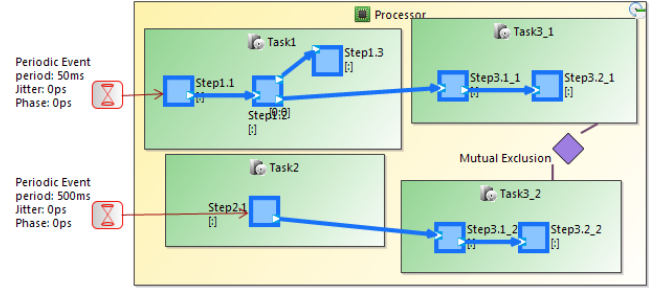 Processor
Task1
Task3_1
Periodic Event
period: 50ms
Jitter: 0ps
Phase: 0ps
Step1.1
[:]
Step1.3
[:]
[0:9]
Step1.2
[:]
Step3.1_1
[:]
Step3.2_1
[:]
Mutual Exclusion
Task2
Task3_2
Periodic Event
period: 500ms
Jitter: 0ps
Phase: 0ps
Step2.1
[:]
Step3.1_2
[:]
Step3.2_2
[:]